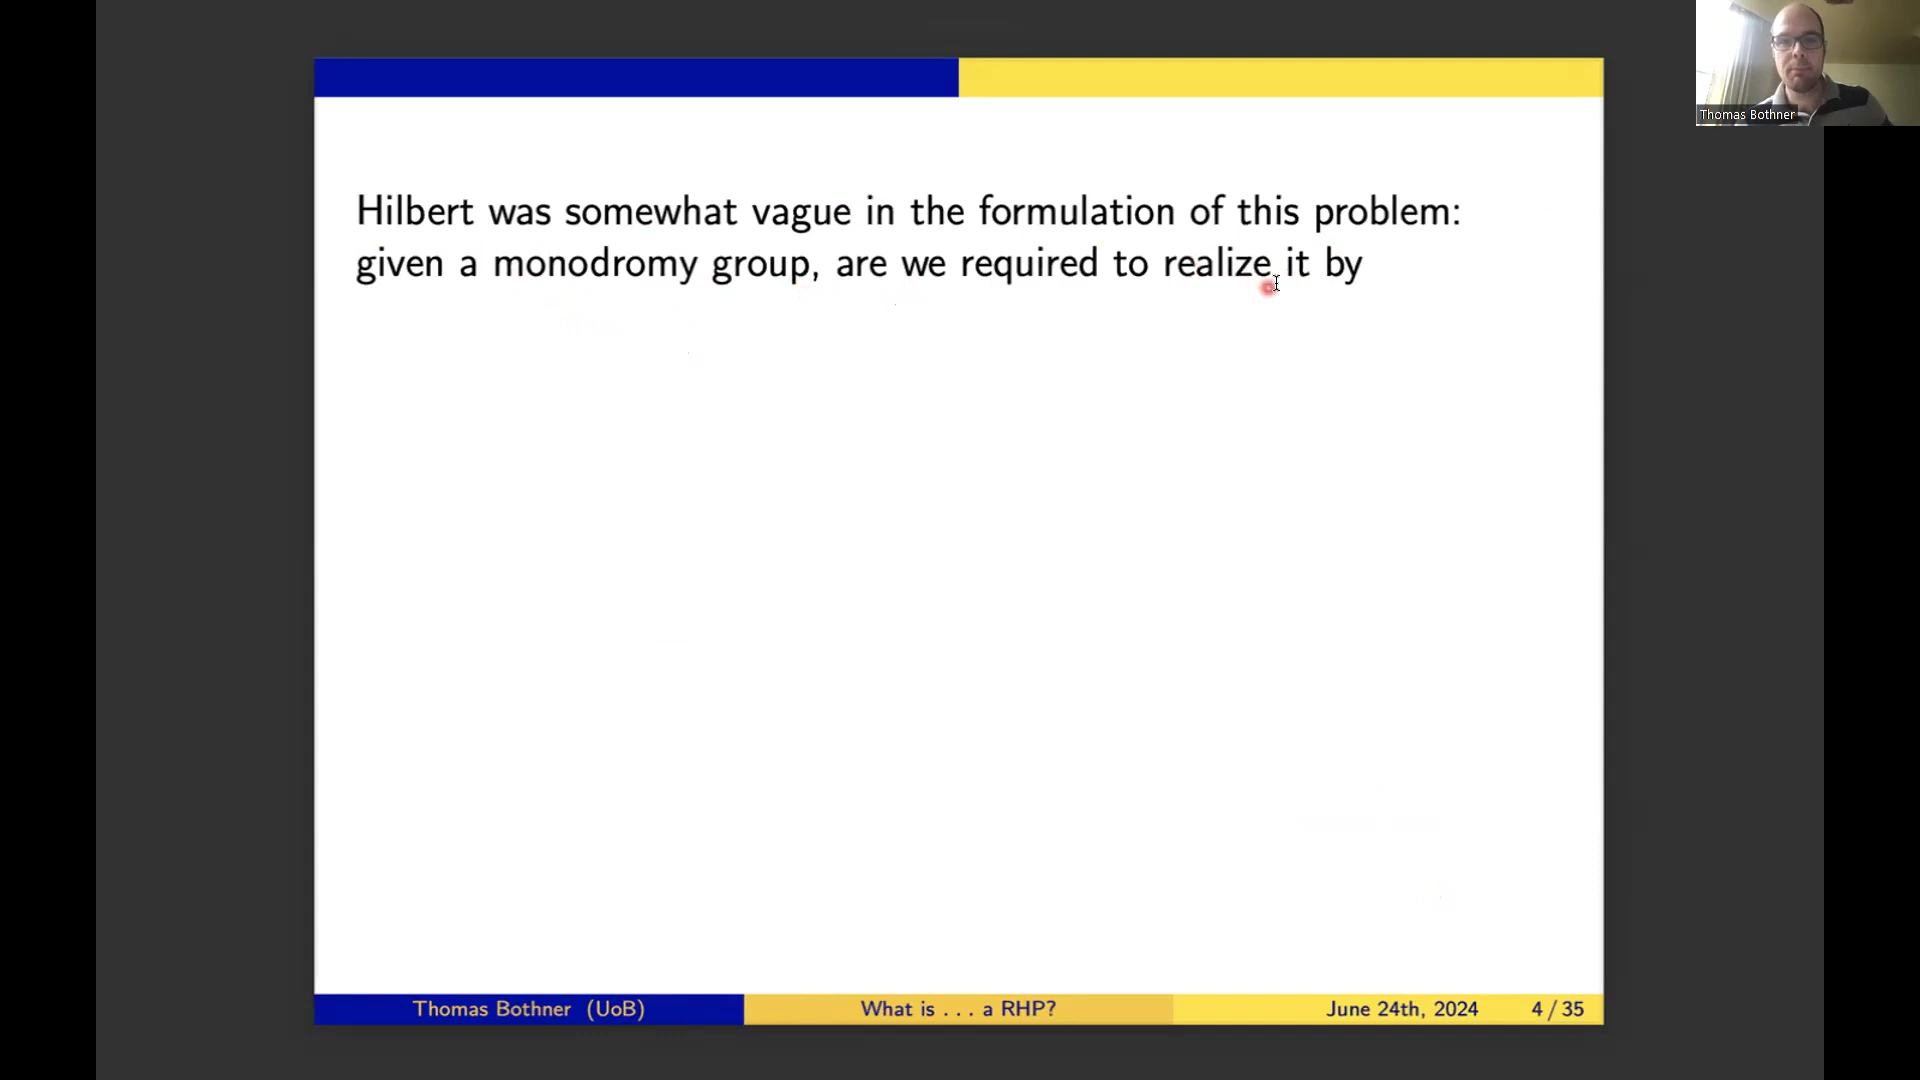 Thomas Bothner
Hilbert was somewhat vague in the formulation of this problem:
given a monodromy group, are we required to realize it by
Thomas Bothner (UoB)
What is . . . a RHP?
June 24th, 2024
4 / 35